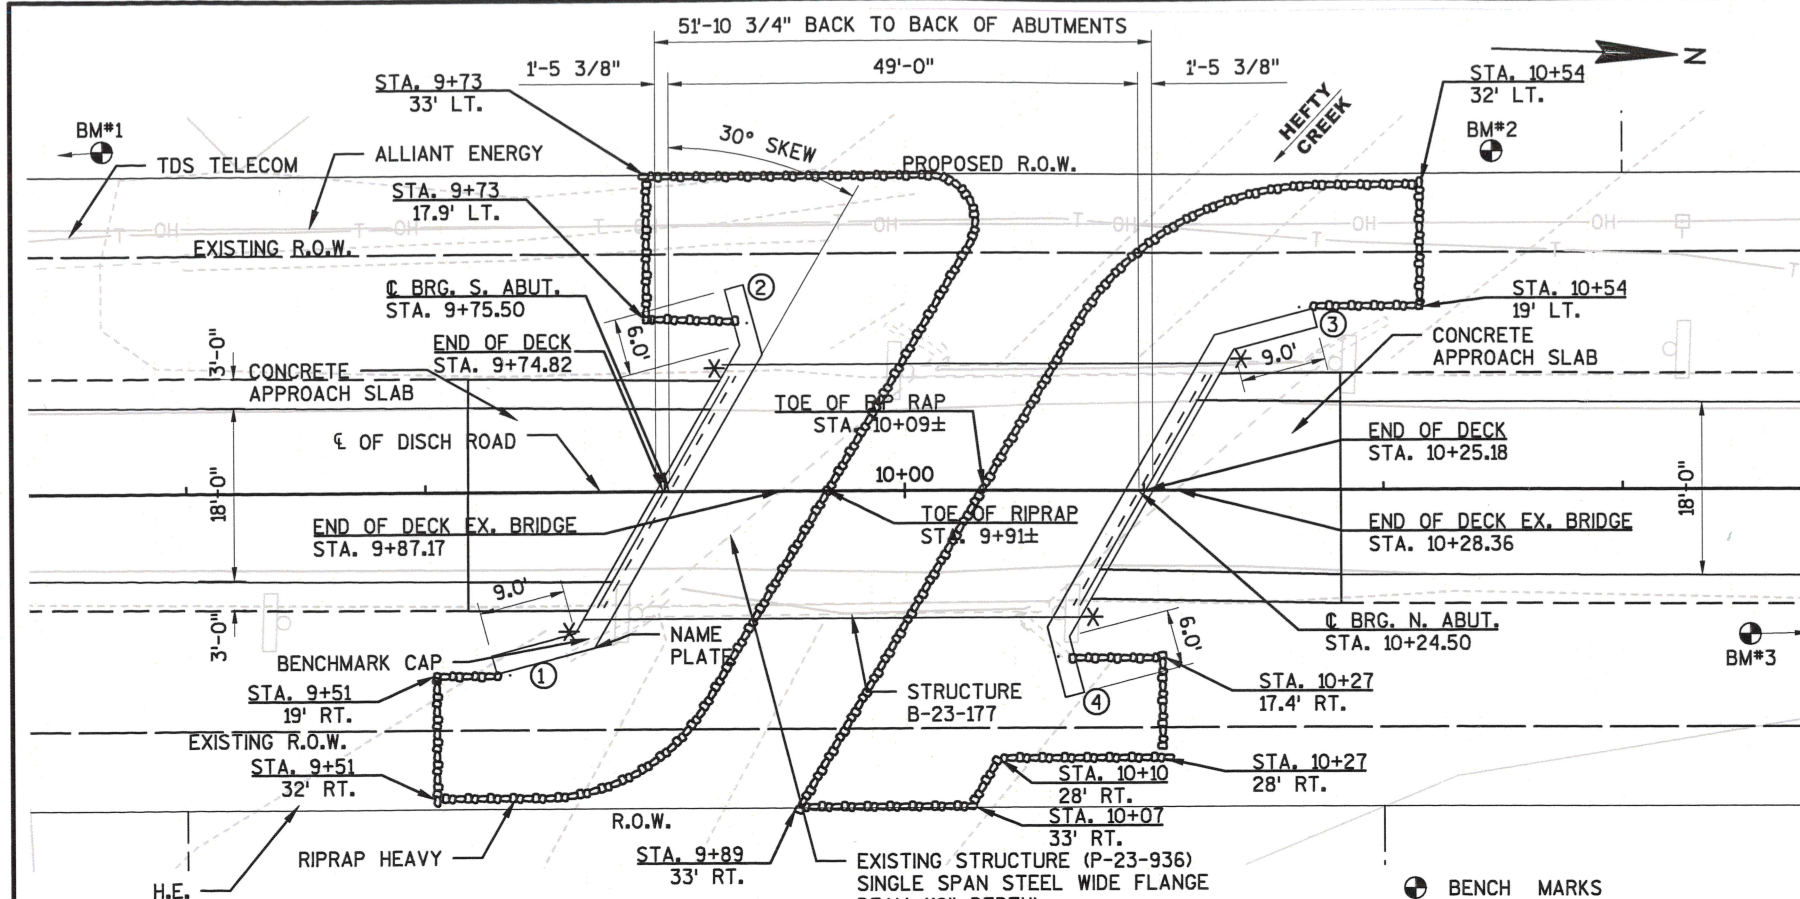 51'-10 3/4" BACK TO BACK OF ABUTMENTS
1'-5 3/8"
49'-0"
1'-5 3/8"
N
STA. 9+73
33' LT.
STA. 10+54
32' LT.
HEFTY
CREEK
BM#1
BM#2
30° SKEW
TDS TELECOM
ALLIANT ENERGY
PROPOSED R.O.W.
STA. 9+73
17.9' LT.
T
OH
T
OH
OH
T
OH
T
OH
T
OH
T
T
EXISTING R.O.W.
℄ BRG. S. ABUT.
STA. 9+75.50
2
STA. 10+54
19' LT.
3
6.0'
END OF DECK
STA. 9+74.82
CONCRETE
APPROACH SLAB
9.0'
3'-0"
CONCRETE
APPROACH SLAB
TOE OF RIP RAP
STA. 10+09±
℄ OF DISCH ROAD
END OF DECK
STA. 10+25.18
10+00
18'-0"
18'-0"
END OF DECK EX. BRIDGE
STA. 9+87.17
TOE OF RIPRAP
STA. 9+91±
END OF DECK EX. BRIDGE
STA. 10+28.36
9.0'
3'-0"
NAME
PLATE
6.0'
℄ BRG. N. ABUT.
STA. 10+24.50
BM#3
BENCHMARK CAP
1
STA. 9+51
19' RT.
STRUCTURE
B-23-177
4
STA. 10+27
17.4' RT.
EXISTING R.O.W.
STA. 9+51
32' RT.
STA. 10+10
28' RT.
STA. 10+27
28' RT.
R.O.W.
STA. 10+07
33' RT.
RIPRAP HEAVY
STA. 9+89
33' RT.
EXISTING STRUCTURE (P-23-936)
SINGLE SPAN STEEL WIDE FLANGE
H.E.
BENCH MARKS